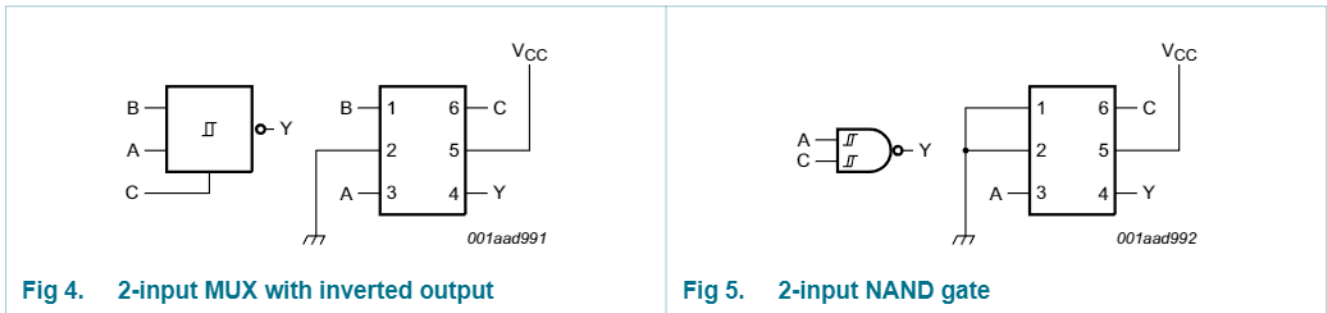 VCC
B
A
C
Y
B
1
6
C
2
5
A
3
4
Y
001aad991
Fig 4. 2-input MUX with inverted output
VCC
A
C
Y
1
6
C
2
5
A
3
4
Y
001aad992
Fig 5. 2-input NAND gate